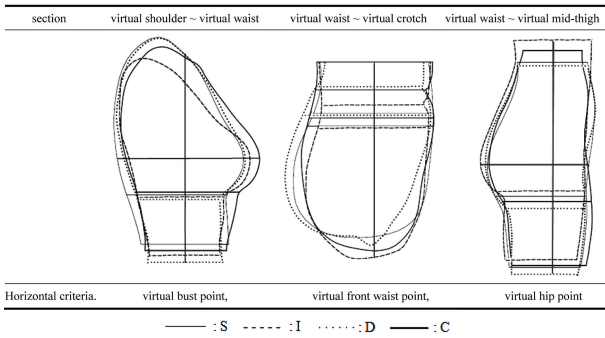 section virtual shoulder ~ virtual waist virtual waist ~ virtual crotch virtual waist ~ virtual mid-thigh
Horizontal criteria. virtual bust point, virtual front waist point, virtual hip point
: S : I : D : C